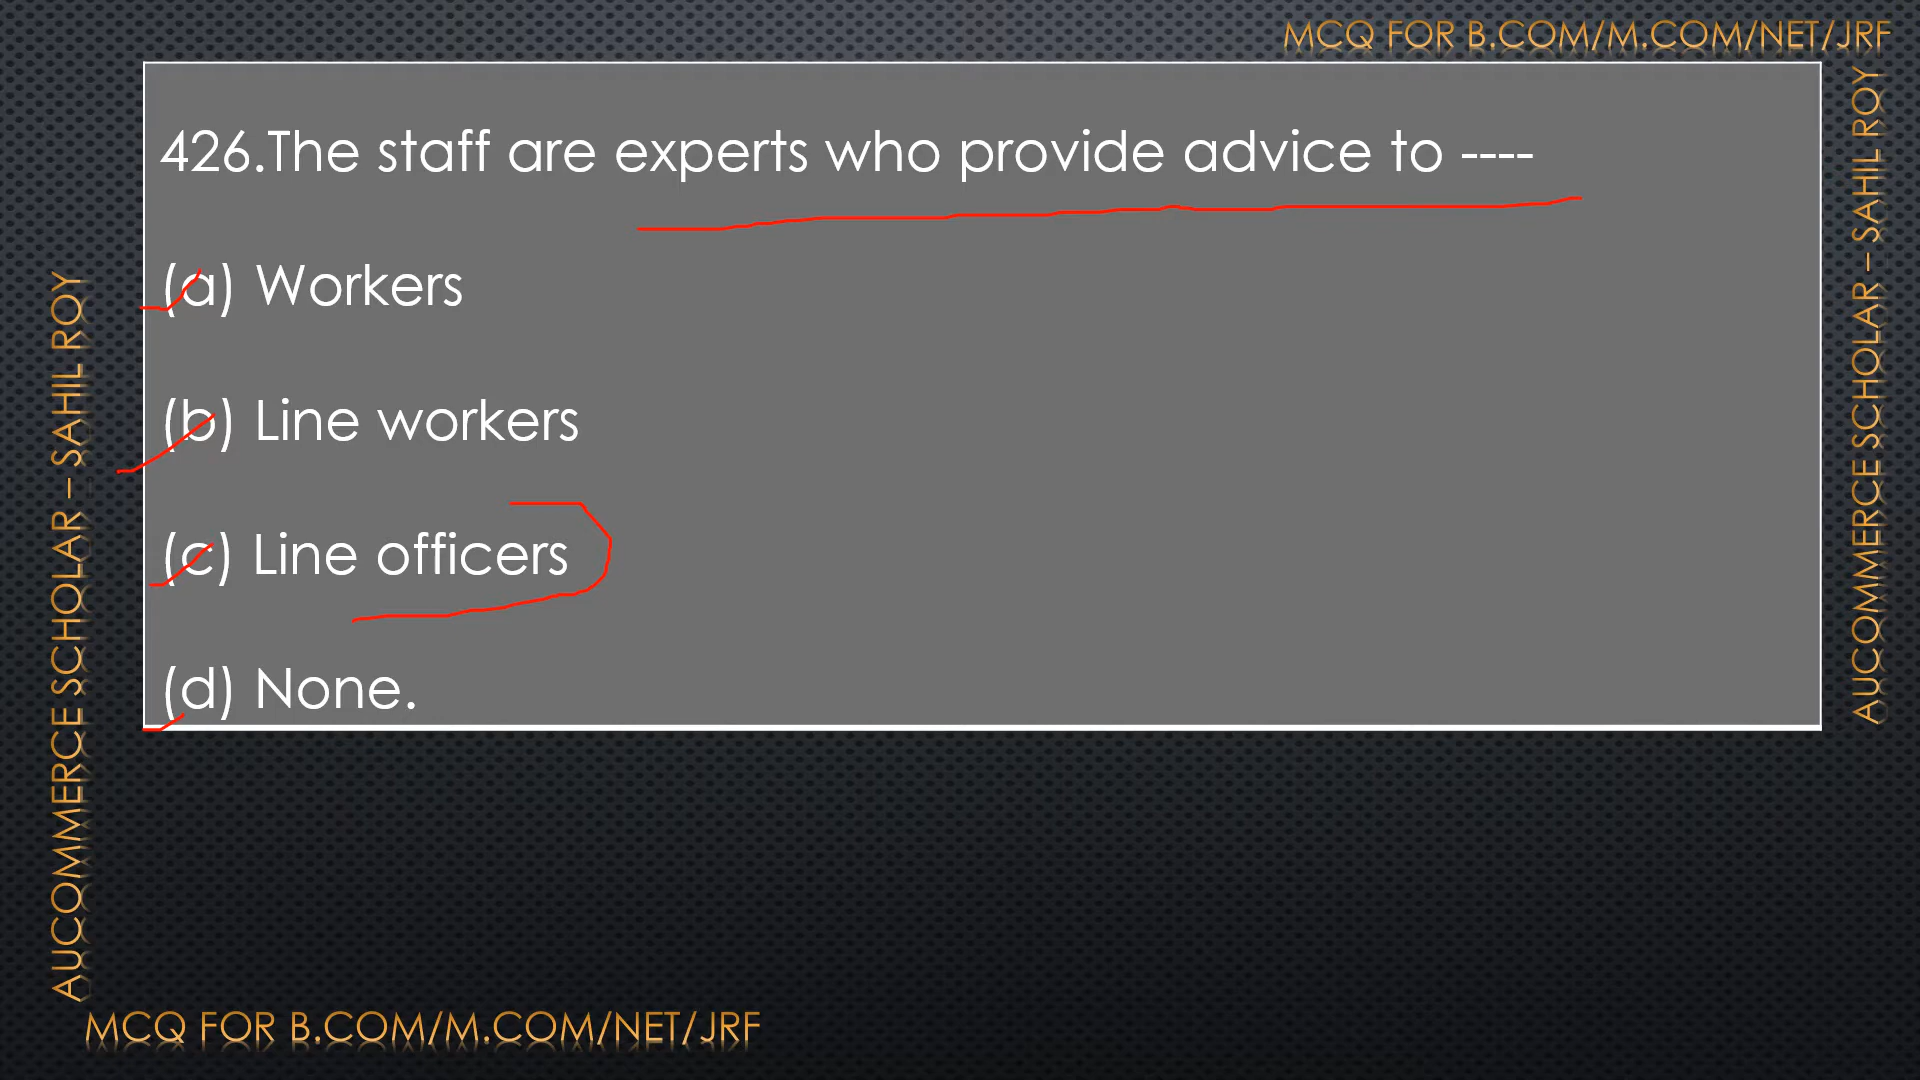 MCQ FOR B.COM/M.COM/NET/JRF
426.The staff are experts who provide advice to ----
(a) Workers
(b) Line workers
(c) Line officers
(d) None.
AUCOMMERCE SCHOLAR – SAHIL ROY
AUCOMMERCE SCHOLAR – SAHIL ROY
MCQ FOR B.COM/M.COM/NET/JRF